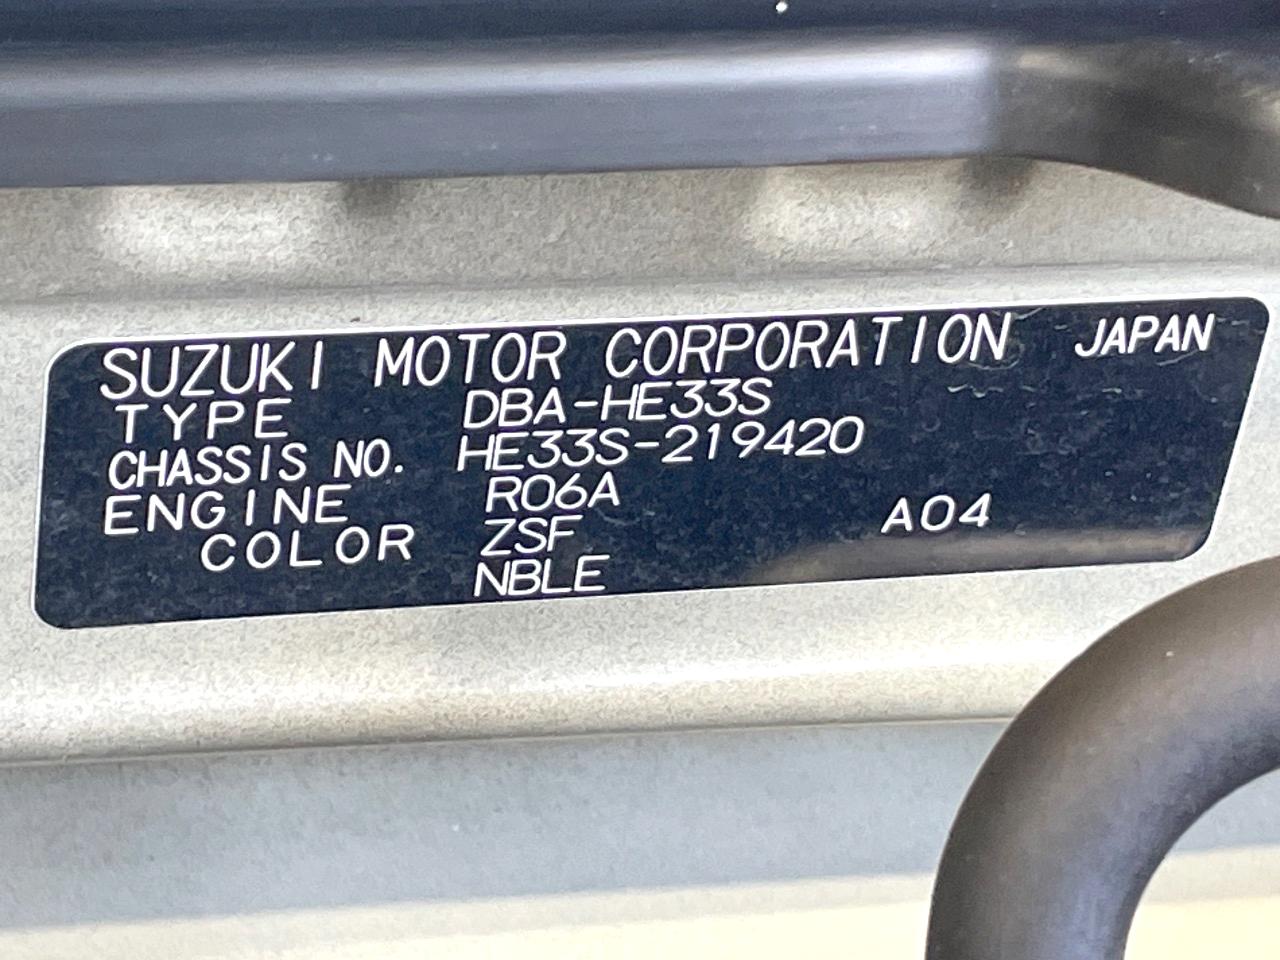 SUZUKI MOTOR CORPORATION JAPAN
TYPE DBA-HE33S
CHASSIS NO. HE33S-219420
ENGINE R06A
COLOR ZSF A04
NBLE